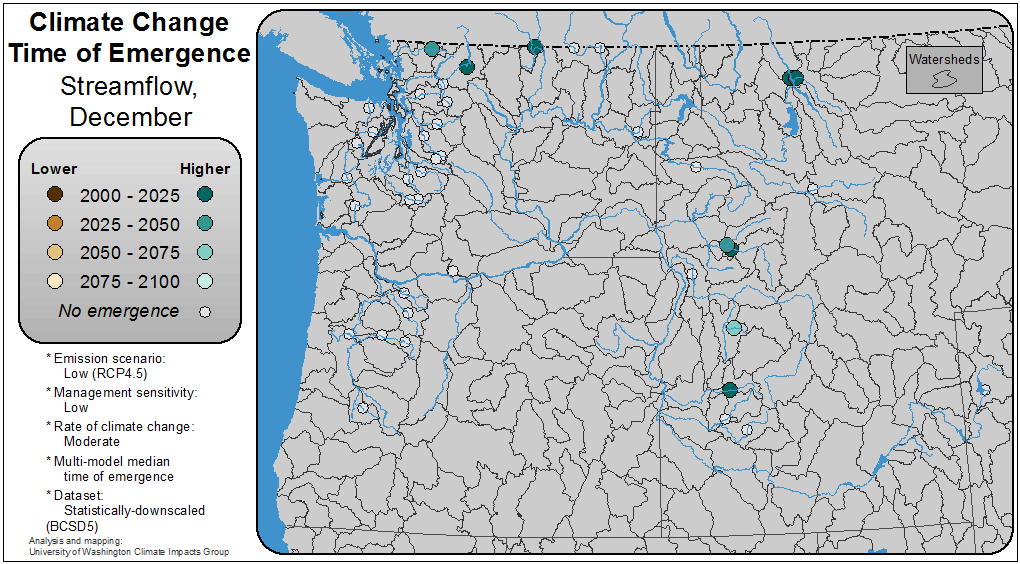 Climate Change
Time of Emergence
Streamflow,
December
Lower Higher
2000 - 2025
2025 - 2050
2050 - 2075
2075 - 2100
No emergence
* Emission scenario:
Low (RCP4.5)
* Management sensitivity:
Low
* Rate of climate change:
Moderate
* Multi-model median
time of emergence
* Dataset:
Statistically-downscaled
(BCSD5)
Analysis and mapping:
University of Washington Climate Impacts Group
Watersheds